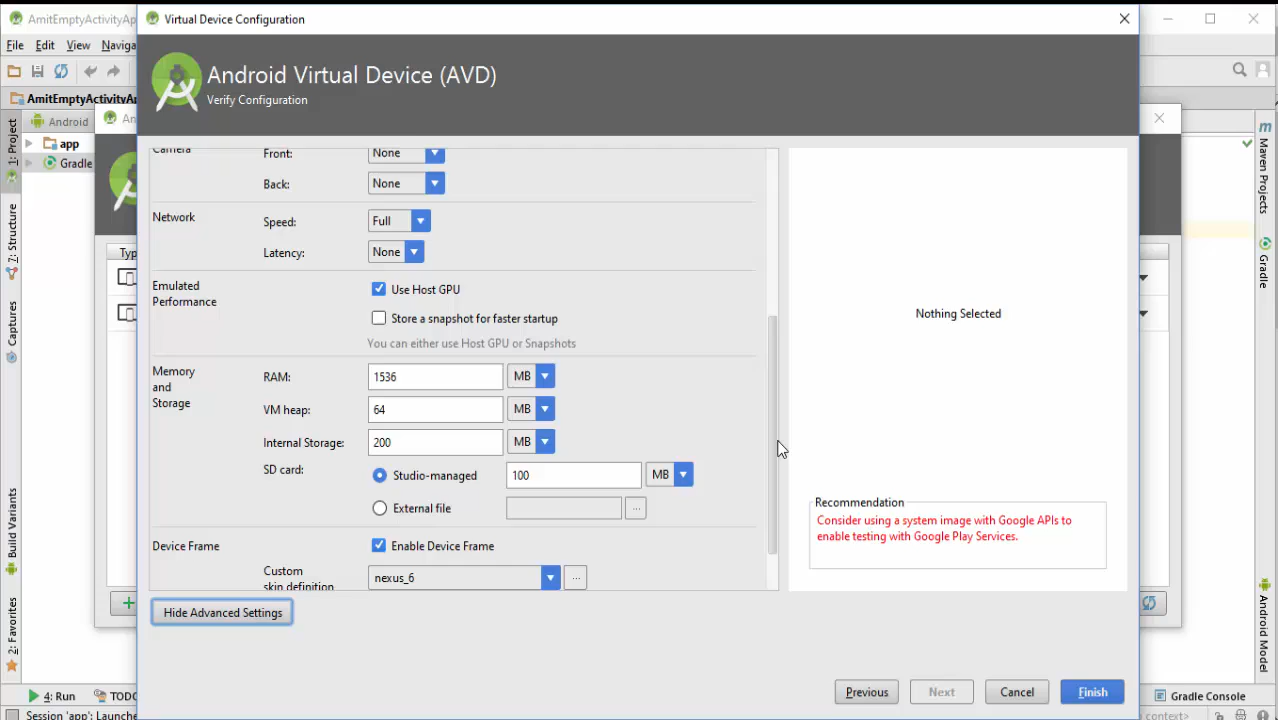 AmitEmptyActivityAp
Virtual Device Configuration
File Edit View Naviga
Android Virtual Device (AVD)
Verify Configuration
AmitEmptyActivityAp
Android
An
app
Gradle
1: Project
7: Structure
Captures
Build Variants
2: Favorites
Typ
Camera
Front: None
Back: None
Network
Speed: Full
Latency: None
Emulated
Performance
Use Host GPU
Store a snapshot for faster startup
You can either use Host GPU or Snapshots
Memory
and
Storage
RAM: 1536 MB
VM heap: 64 MB
Internal Storage: 200 MB
SD card:
Studio-managed 100 MB
External file ...
Device Frame
Enable Device Frame
Custom
skin definition
nexus_6 ...
Hide Advanced Settings
Nothing Selected
Recommendation
Consider using a system image with Google APIs to
enable testing with Google Play Services.
Previous Next Cancel Finish
m
Maven Projects
Gradle
Android Model
4: Run
TODO
Gradle Console
Session 'app': Launche
context>